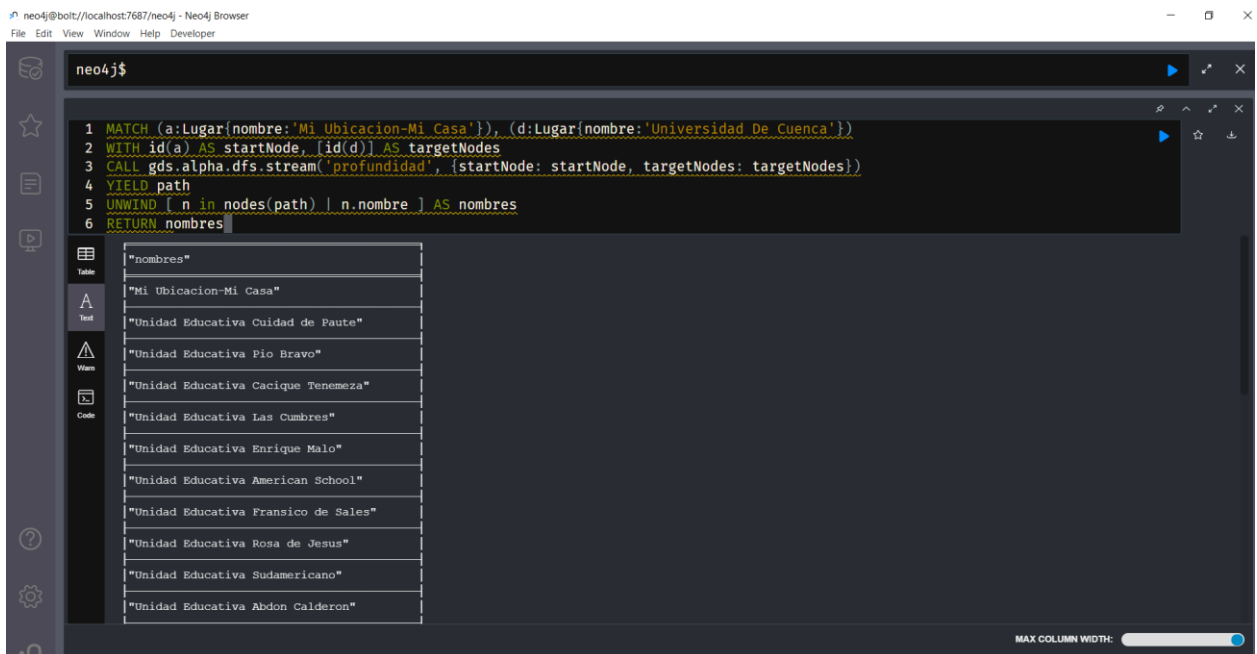 neo4j@bolt://localhost:7687/neo4j - Neo4j Browser
File Edit View Window Help Developer
neo4j$
1 MATCH (a:Lugar{nombre:'Mi Ubicacion-Mi Casa'}), (d:Lugar{nombre:'Universidad De Cuenca'})
2 WITH id(a) AS startNode, [id(d)] AS targetNodes
3 CALL gds.alpha.dfs.stream('profundidad', {startNode: startNode, targetNodes: targetNodes})
4 YIELD path
5 UNWIND [ n in nodes(path) | n.nombre ] AS nombres
6 RETURN nombres
Table
A
Text
Warn
Code
"nombres"
"Mi Ubicacion-Mi Casa"
"Unidad Educativa Cuidad de Paute"
"Unidad Educativa Pio Bravo"
"Unidad Educativa Cacique Tenemeza"
"Unidad Educativa Las Cumbres"
"Unidad Educativa Enrique Malo"
"Unidad Educativa American School"
"Unidad Educativa Fransico de Sales"
"Unidad Educativa Rosa de Jesus"
"Unidad Educativa Sudamericano"
"Unidad Educativa Abdon Calderon"
MAX COLUMN WIDTH: